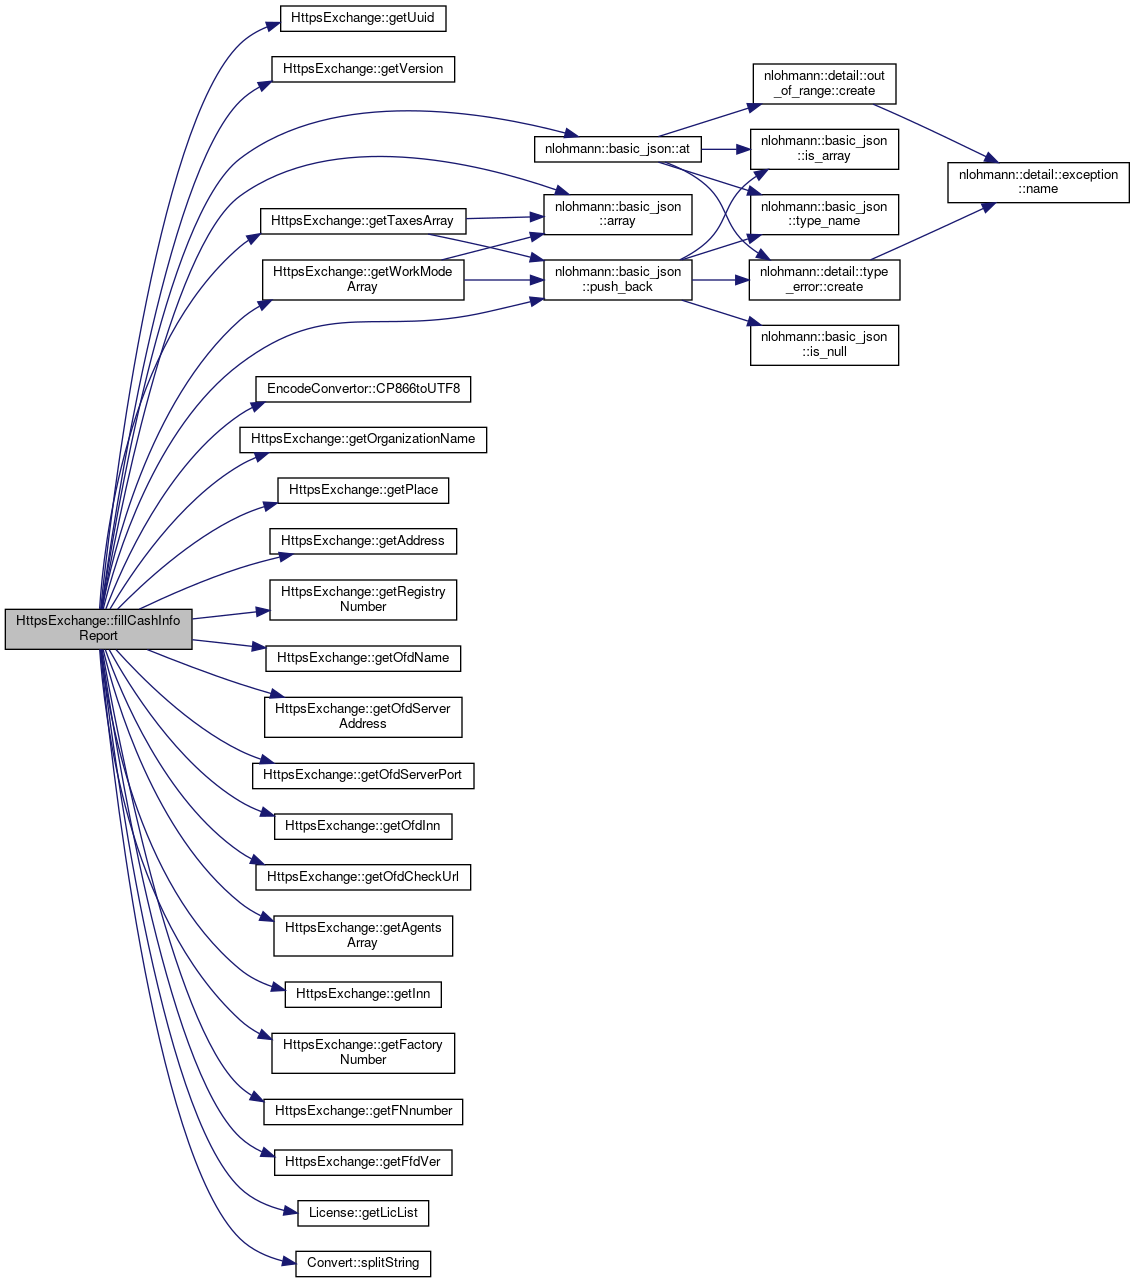 HttpsExchange::getUuid
HttpsExchange::getVersion
nlohmann::detail::out
_of_range::create
nlohmann::basic_json::at
nlohmann::basic_json
::is_array
nlohmann::detail::exception
::name
HttpsExchange::getTaxesArray
nlohmann::basic_json
::array
nlohmann::basic_json
::type_name
HttpsExchange::getWorkMode
Array
nlohmann::basic_json
::push_back
nlohmann::detail::type
_error::create
nlohmann::basic_json
::is_null
EncodeConvertor::CP866toUTF8
HttpsExchange::getOrganizationName
HttpsExchange::getPlace
HttpsExchange::getAddress
HttpsExchange::getRegistry
Number
HttpsExchange::fillCashInfo
Report
HttpsExchange::getOfdName
HttpsExchange::getOfdServer
Address
HttpsExchange::getOfdServerPort
HttpsExchange::getOfdInn
HttpsExchange::getOfdCheckUrl
HttpsExchange::getAgents
Array
HttpsExchange::getInn
HttpsExchange::getFactory
Number
HttpsExchange::getFNnumber
HttpsExchange::getFfdVer
License::getLicList
Convert::splitString